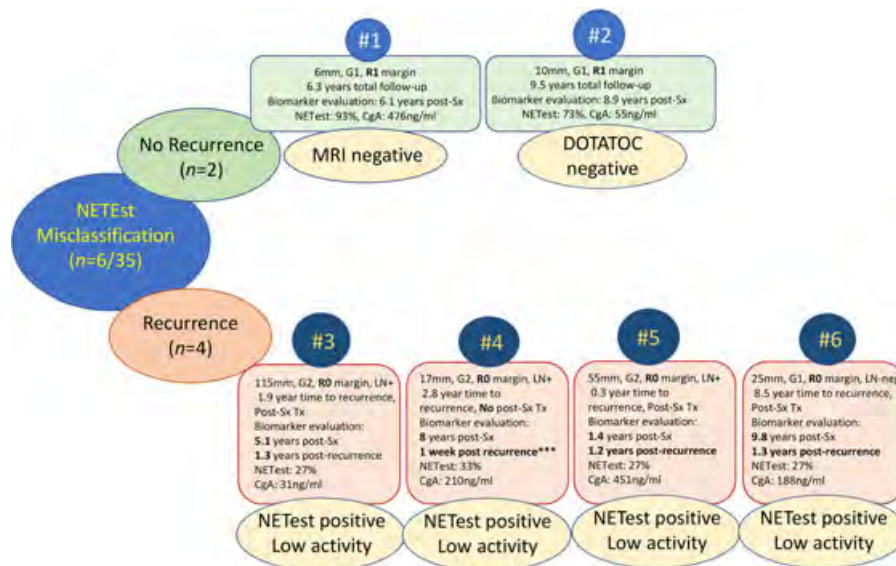 #1
6mm, G1, R1 margin
6.3 years total follow-up
Biomarker evaluation: 6.1 years post-Sx
NETest: 93%, CgA: 476ng/ml
MRI negative
#2
10mm, G1, R1 margin
9.5 years total follow-up
Biomarker evaluation: 8.9 years post-Sx
NETest: 73%, CgA: 55ng/ml
DOTATOC
negative
No Recurrence
(n=2)
NETEst
Misclassification
(n=6/35)
Recurrence
(n=4)
#3
115mm, G2, R0 margin, LN+
1.9 year time to recurrence,
Post-Sx Tx
Biomarker evaluation:
5.1 years post-Sx
1.3 years post-recurrence
NETest: 27%
CgA: 31ng/ml
NETest positive
Low activity
#4
17mm, G2, R0 margin, LN+
2.8 year time to
recurrence, No post-Sx Tx
Biomarker evaluation:
8 years post-Sx
1 week post recurrence***
NETest: 33%
CgA: 210ng/ml
NETest positive
Low activity
#5
55mm, G2, R0 margin, LN+
0.3 year time to
recurrence, Post-Sx Tx
Biomarker evaluation:
1.4 years post-Sx
1.2 years post-recurrence
NETest: 27%
CgA: 451ng/ml
NETest positive
Low activity
#6
25mm, G1, R0 margin, LN-neg
8.5 year time to recurrence,
Post-Sx Tx
Biomarker evaluation:
9.8 years post-Sx
1.3 years post-recurrence
NETest: 27%
CgA: 188ng/ml
NETest positive
Low activity